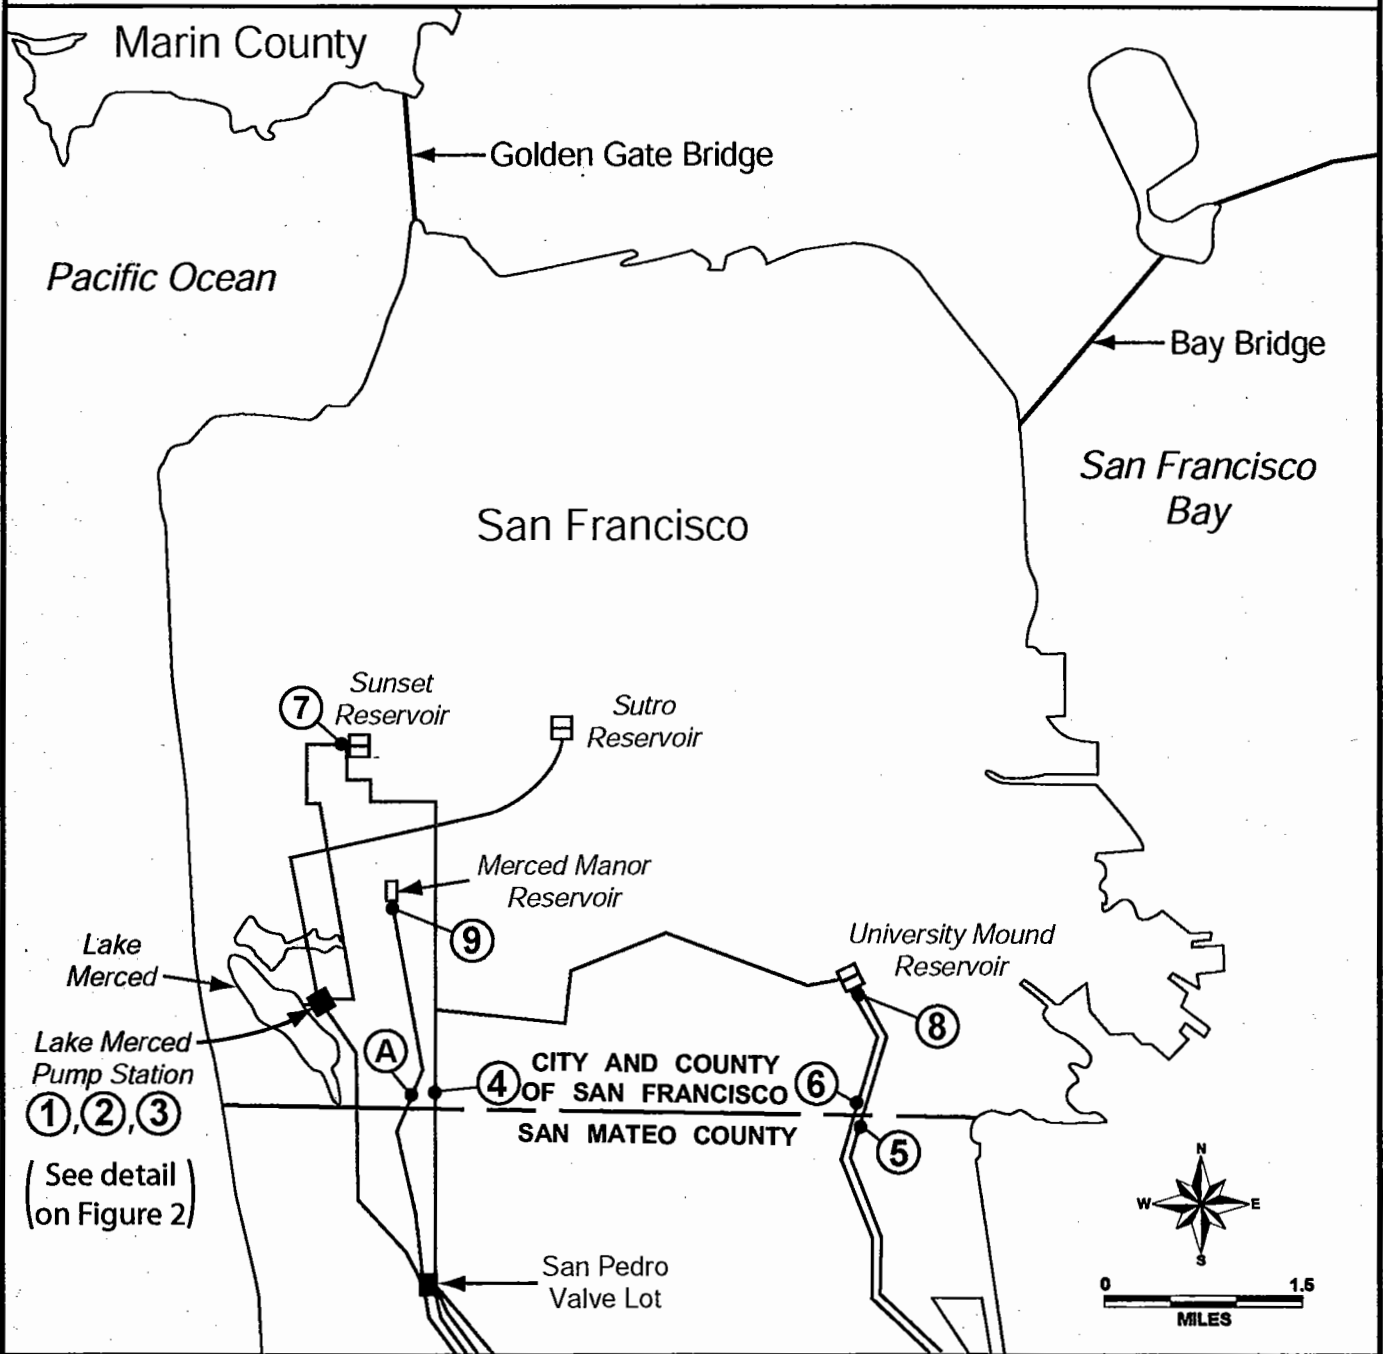 Marin County
Golden Gate Bridge
Pacific Ocean
Bay Bridge
San Francisco
Bay
San Francisco
7
Sunset
Reservoir
Sutro
Reservoir
Merced Manor
Reservoir
9
Lake
Merced
University Mound
Reservoir
8
Lake Merced
Pump Station
1, 2, 3
(See detail
on Figure 2)
A
4
CITY AND COUNTY
OF SAN FRANCISCO
6
SAN MATEO COUNTY
5
San Pedro
Valve Lot
N
W E
S
0 1.5
MILES